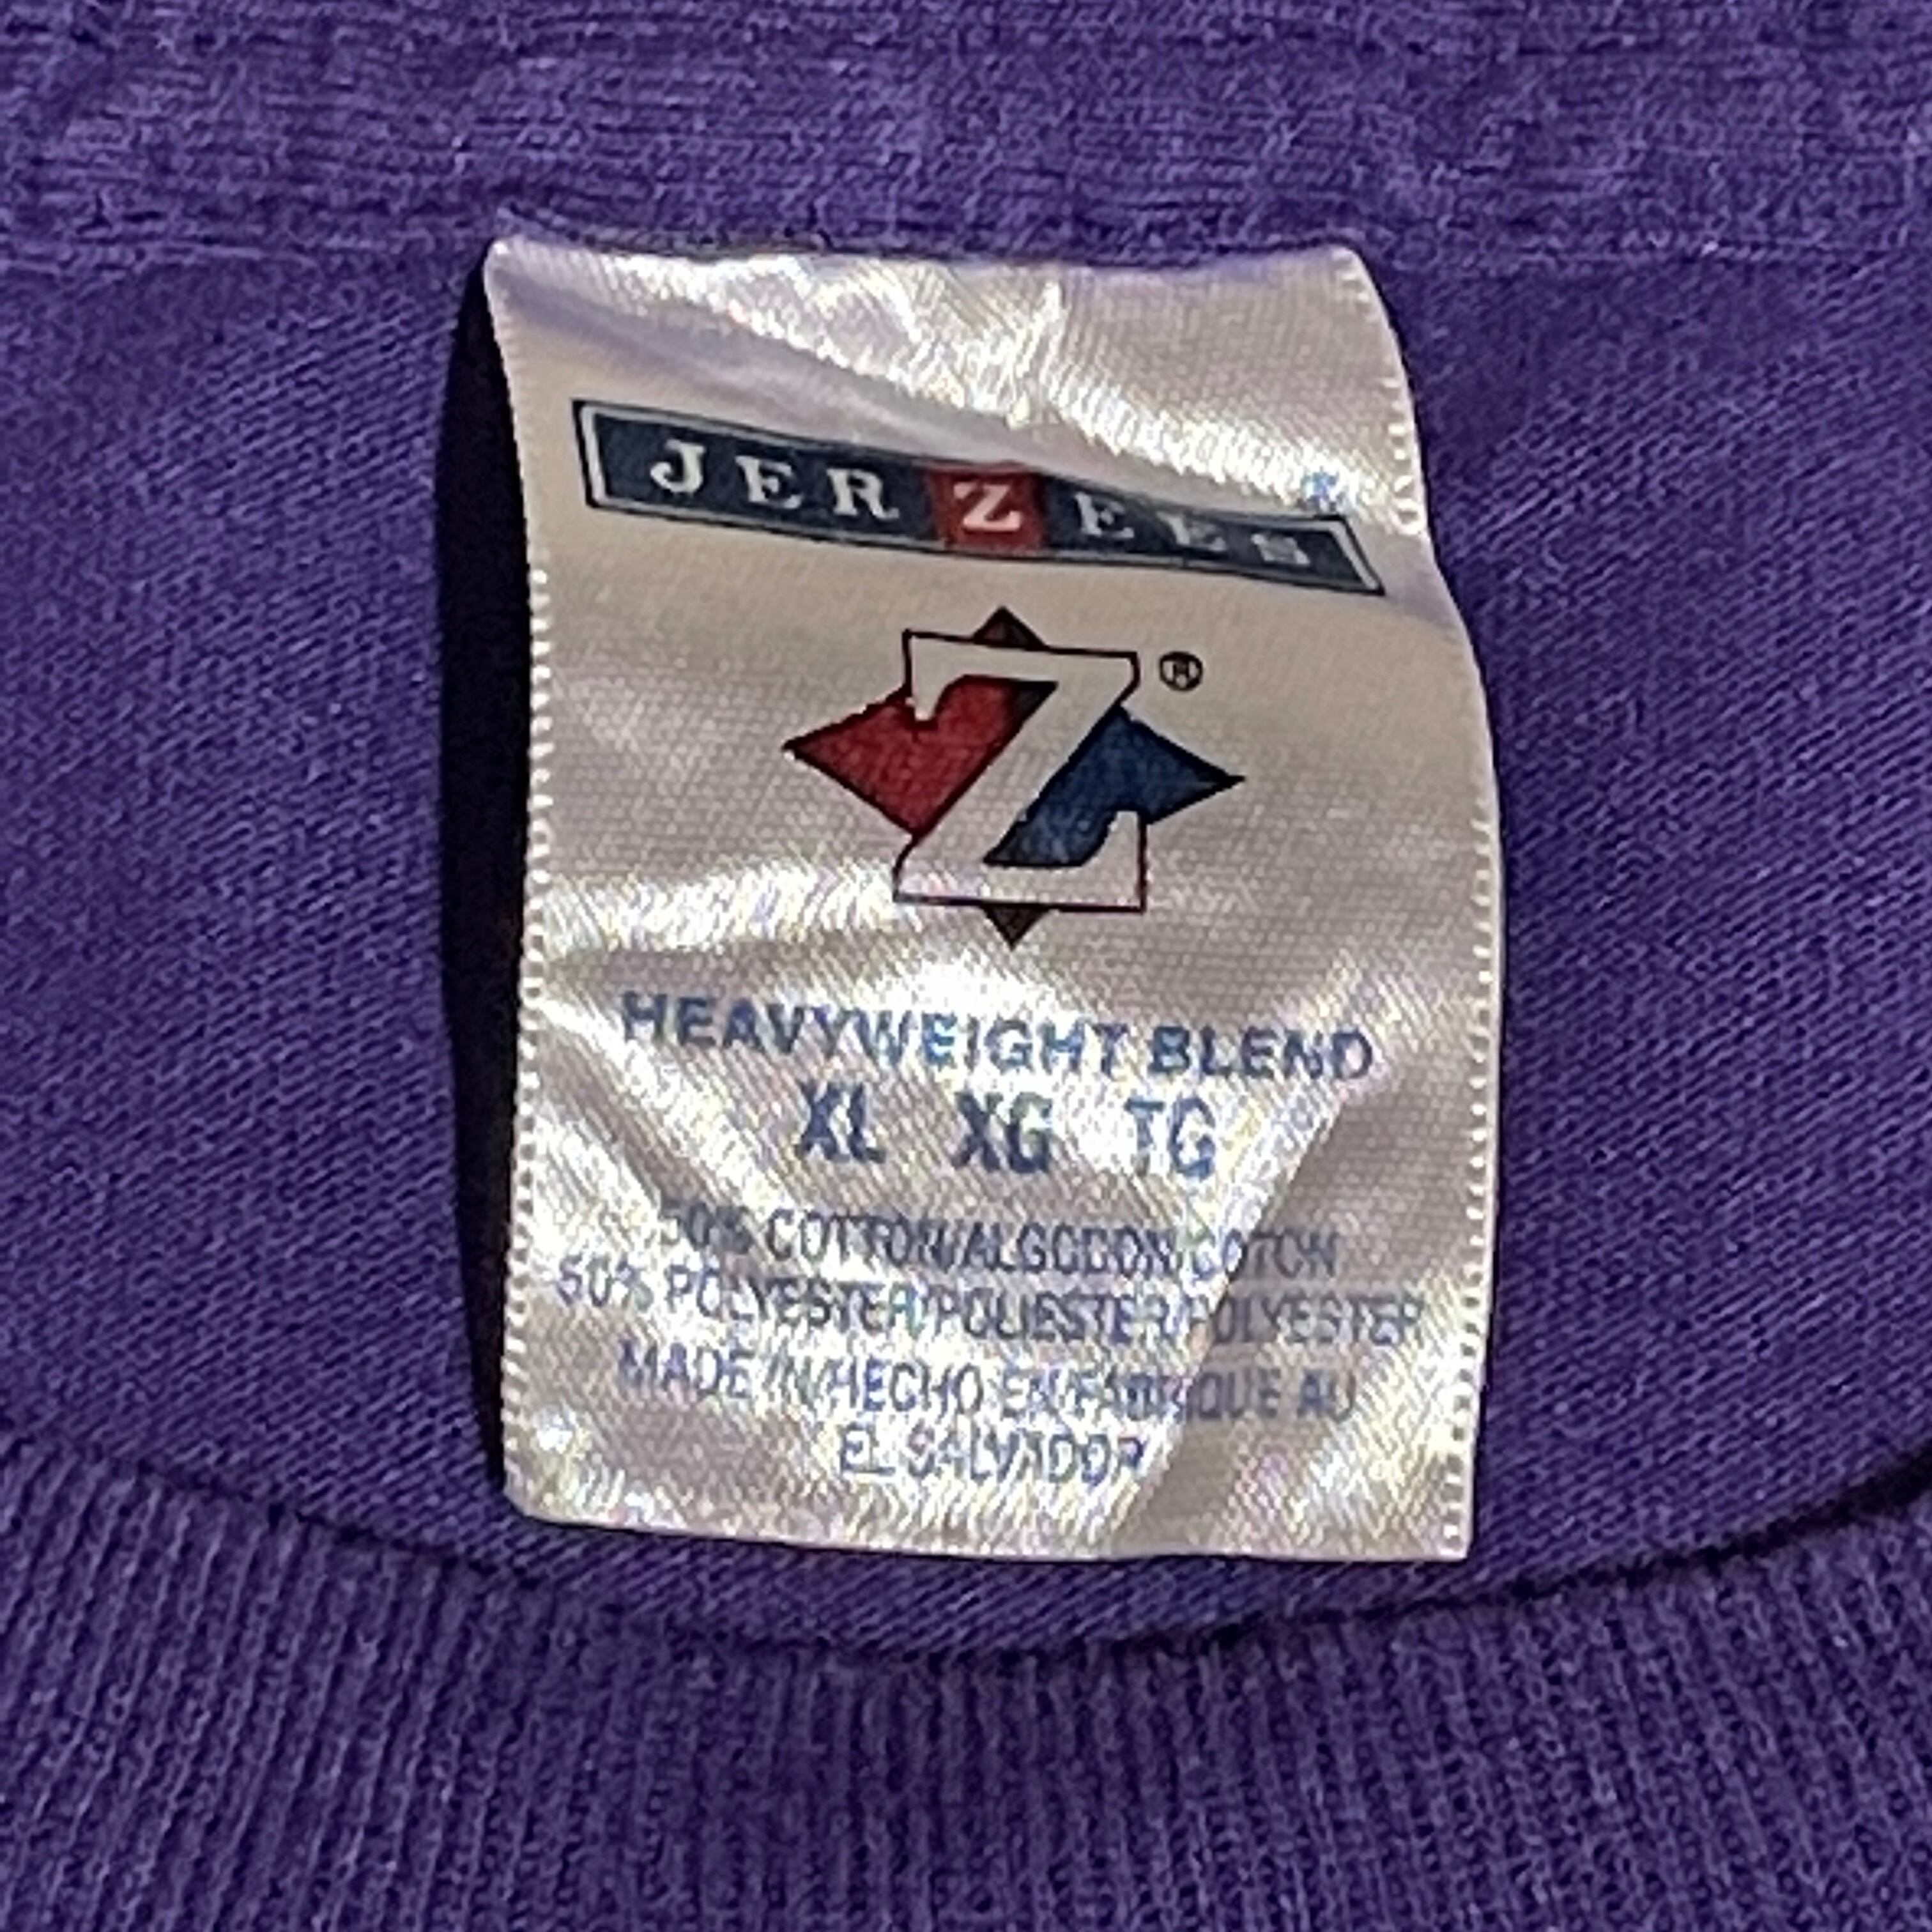 JERZEES
Z®
HEAVYWEIGHT BLEND
XL XG TG
50% COTTON/ALGODON/COTON
50% POLYESTER/POLIESTER/POLYESTER
MADE IN/HECHO EN/FABRIQUE AU
EL SALVADOR